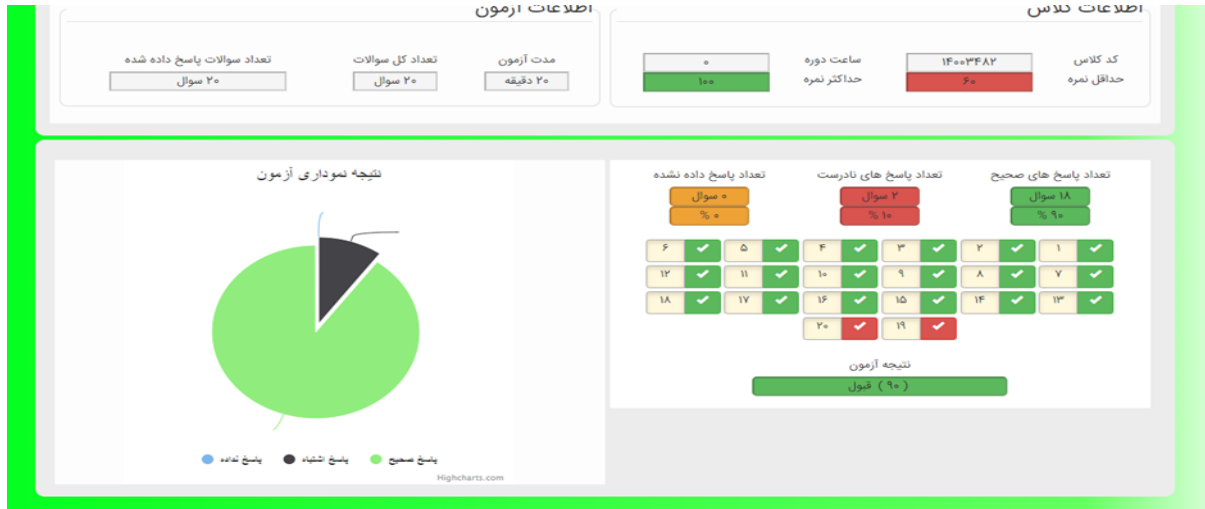 اطلاعات کلاس
کد کلاس ۱۴۰۰۳۴۸۲ ساعت دوره ۰
حداقل نمره ۶۰ حداکثر نمره ۱۰۰
اطلاعات آزمون
مدت آزمون تعداد کل سوالات تعداد سوالات پاسخ داده شده
۲۰ دقیقه ۲۰ سوال ۲۰ سوال
تعداد پاسخ های صحیح تعداد پاسخ های نادرست تعداد پاسخ داده نشده
۱۸ سوال ۲ سوال ۰ سوال
۹۰ % ۱۰ % ۰ %
۱ ۲ ۳ ۴ ۵ ۶
۷ ۸ ۹ ۱۰ ۱۱ ۱۲
۱۳ ۱۴ ۱۵ ۱۶ ۱۷ ۱۸
۱۹ ۲۰
نتیجه آزمون
( ۹۰ ) قبول
نتیجه نموداری آزمون
پاسخ صحیح پاسخ اشتباه پاسخ نداده
Highcharts.com